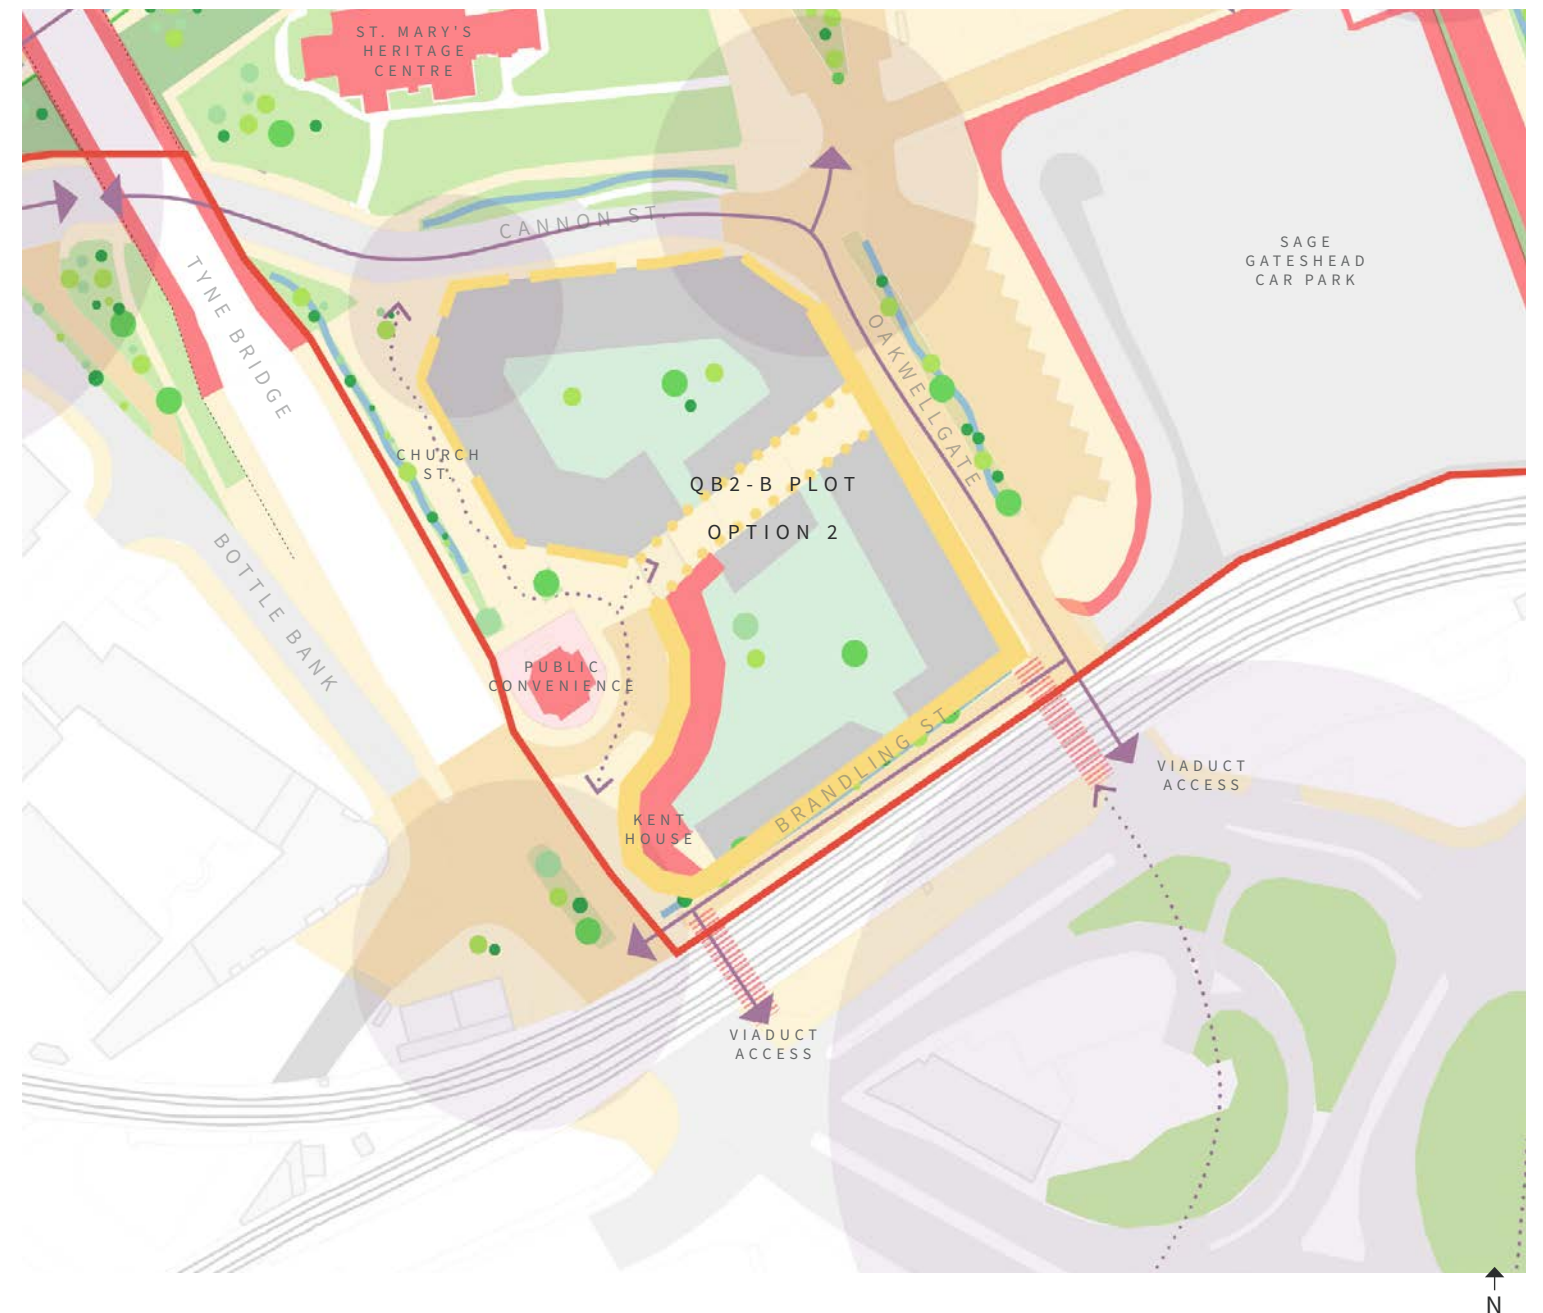 ST. MARY'S
HERITAGE
CENTRE
CANNON ST.
SAGE
GATESHEAD
CAR PARK
TYNE BRIDGE
OAKWELLGATE
CHURCH
ST.
QB2-B PLOT
OPTION 2
BOTTLE BANK
PUBLIC
CONVENIENCE
BRANDLING ST.
VIADUCT
ACCESS
KENT
HOUSE
VIADUCT
ACCESS
N